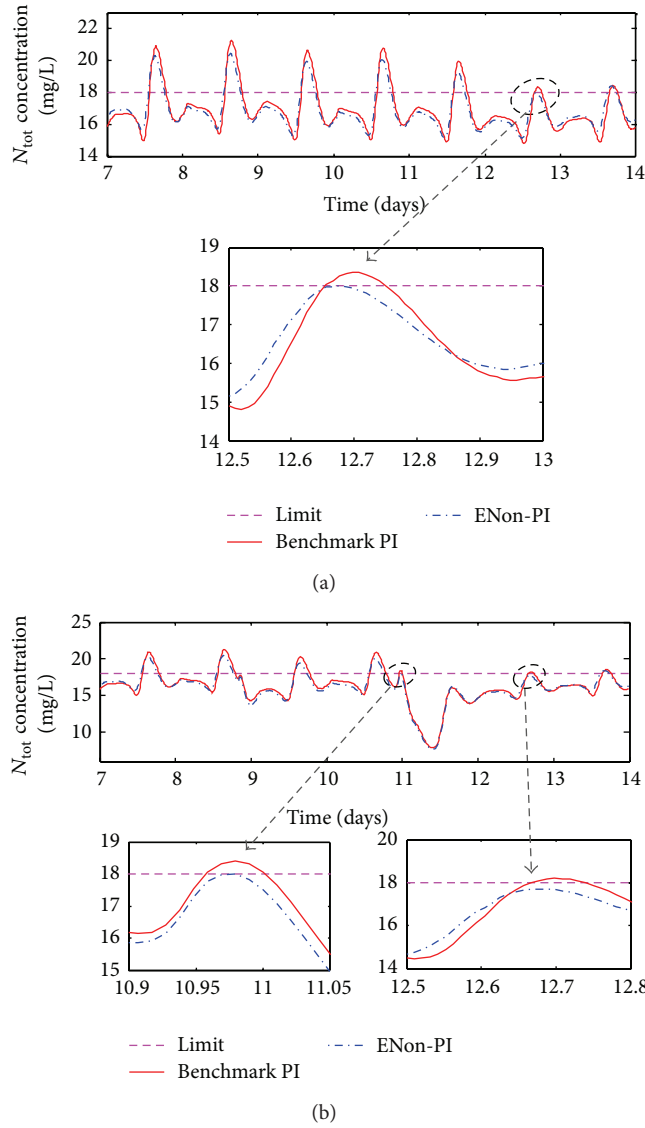 N_tot concentration
(mg/L)
22
20
18
16
14
7 8 9 10 11 12 13 14
Time (days)
19
18
17
16
15
14
12.5 12.6 12.7 12.8 12.9 13
Limit
Benchmark PI
ENon-PI
(a)
N_tot concentration
(mg/L)
25
20
15
10
7 8 9 10 11 12 13 14
Time (days)
19
18
17
16
15
10.9 10.95 11 11.05
20
18
16
14
12.5 12.6 12.7 12.8
Limit
Benchmark PI
ENon-PI
(b)